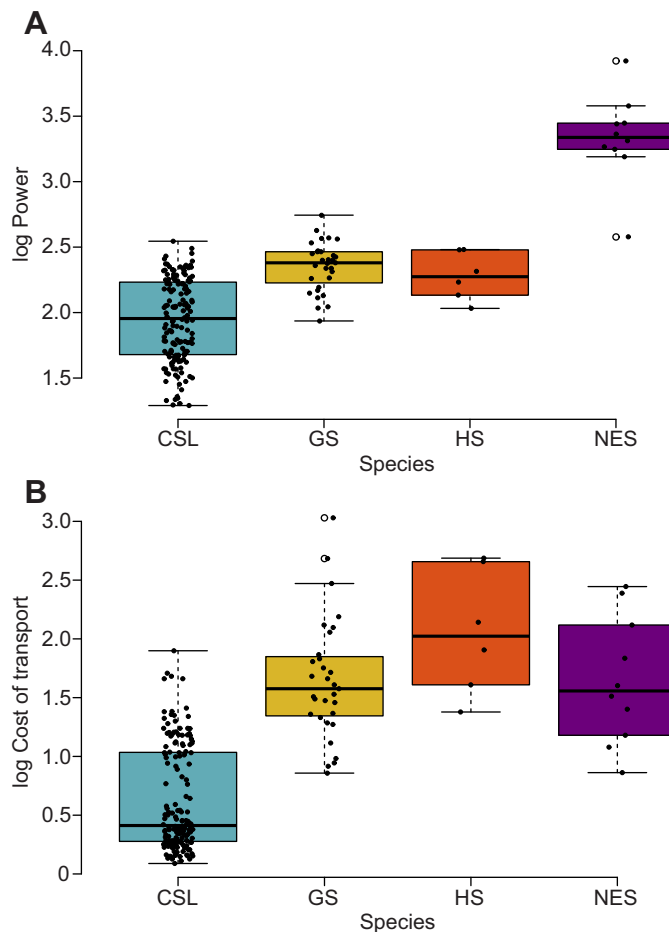 A
4.0
3.5
3.0
2.5
2.0
1.5
log Power
CSL GS HS NES
Species
B
3.0
2.5
2.0
1.5
1.0
0.5
0
log Cost of transport
CSL GS HS NES
Species